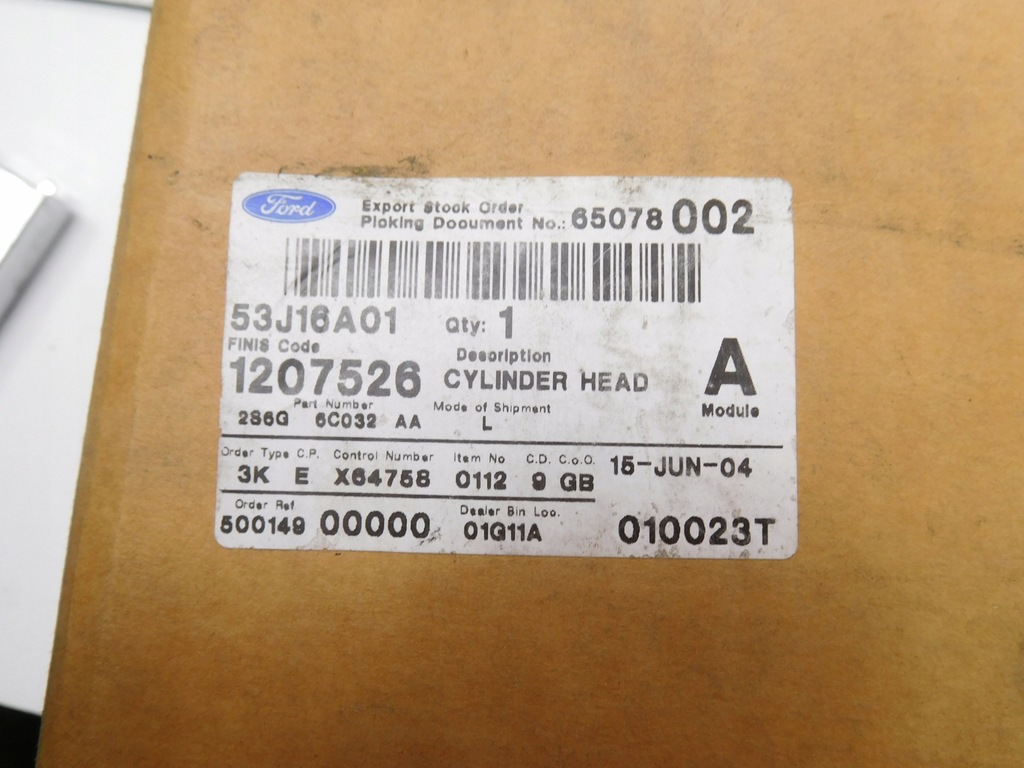 Ford
Export Stock Order
Picking Document No.: 65078 002
53J16A01 Qty: 1
FINIS Code Description
1207526 CYLINDER HEAD A
Part Number Mode of Shipment Module
2S6G 6C032 AA L
Order Type C.P. Control Number Item No C.D. C.o.O. 15-JUN-04
3K E X64758 0112 9 GB
Order Ref Dealer Bin Loc.
500149 00000 01G11A 010023T